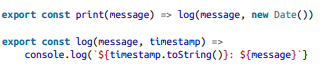 export const print(message) => log(message, new Date())
export const log(message, timestamp) =>
console.log(`${timestamp.toString()}: ${message}`}